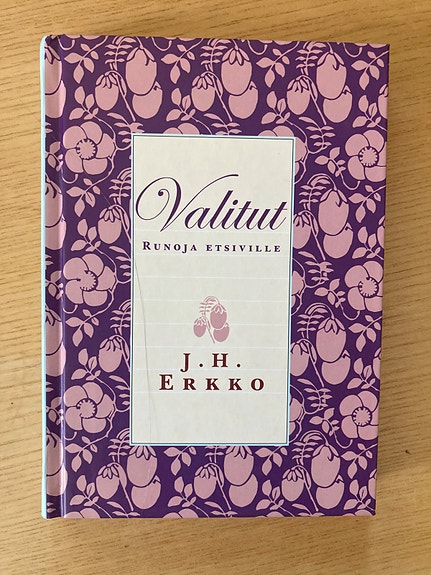 Valitut
RUNOJA ETSIVILLE
J.H.
ERKKO